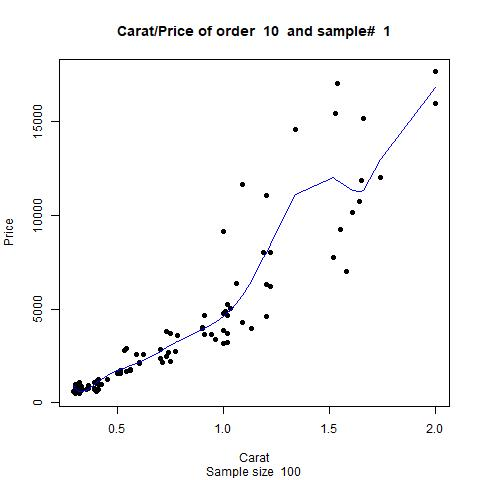 Carat/Price of order  10  and sample#  1
Price
15000
10000
5000
0
0.5 1.0 1.5 2.0
Carat
Sample size  100